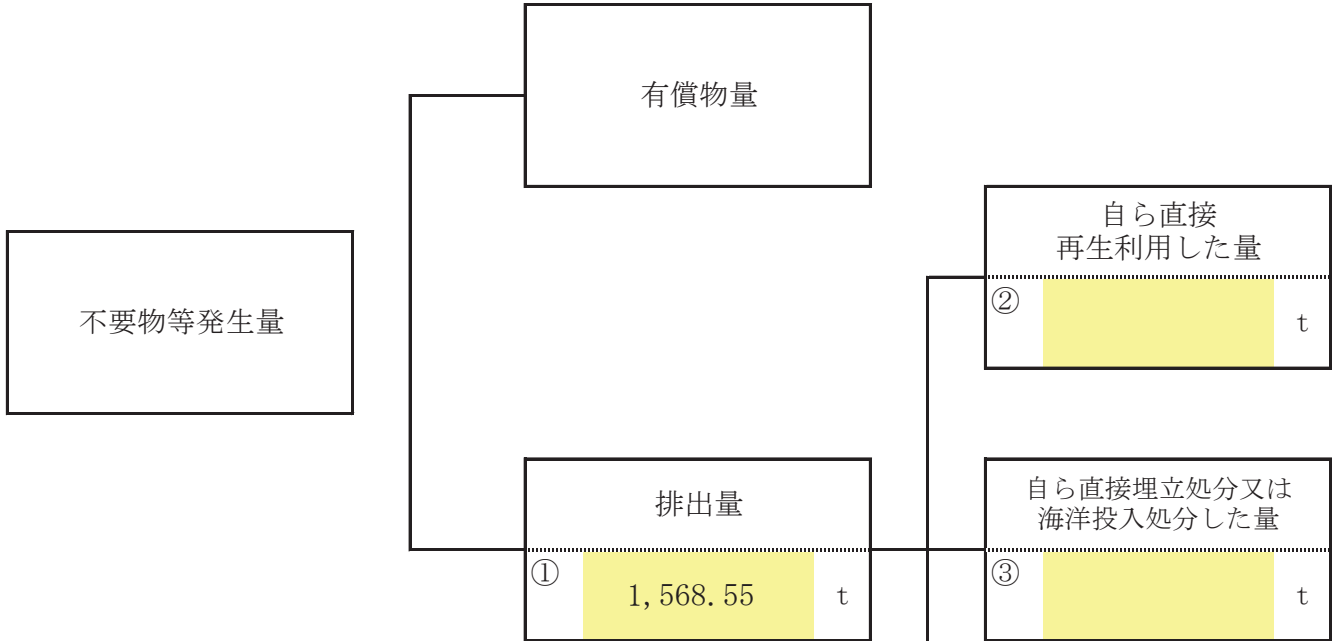 有償物量
不要物等発生量
自ら直接
再生利用した量
②
t
排出量
①
1,568.55
t
自ら直接埋立処分又は
海洋投入処分した量
③
t